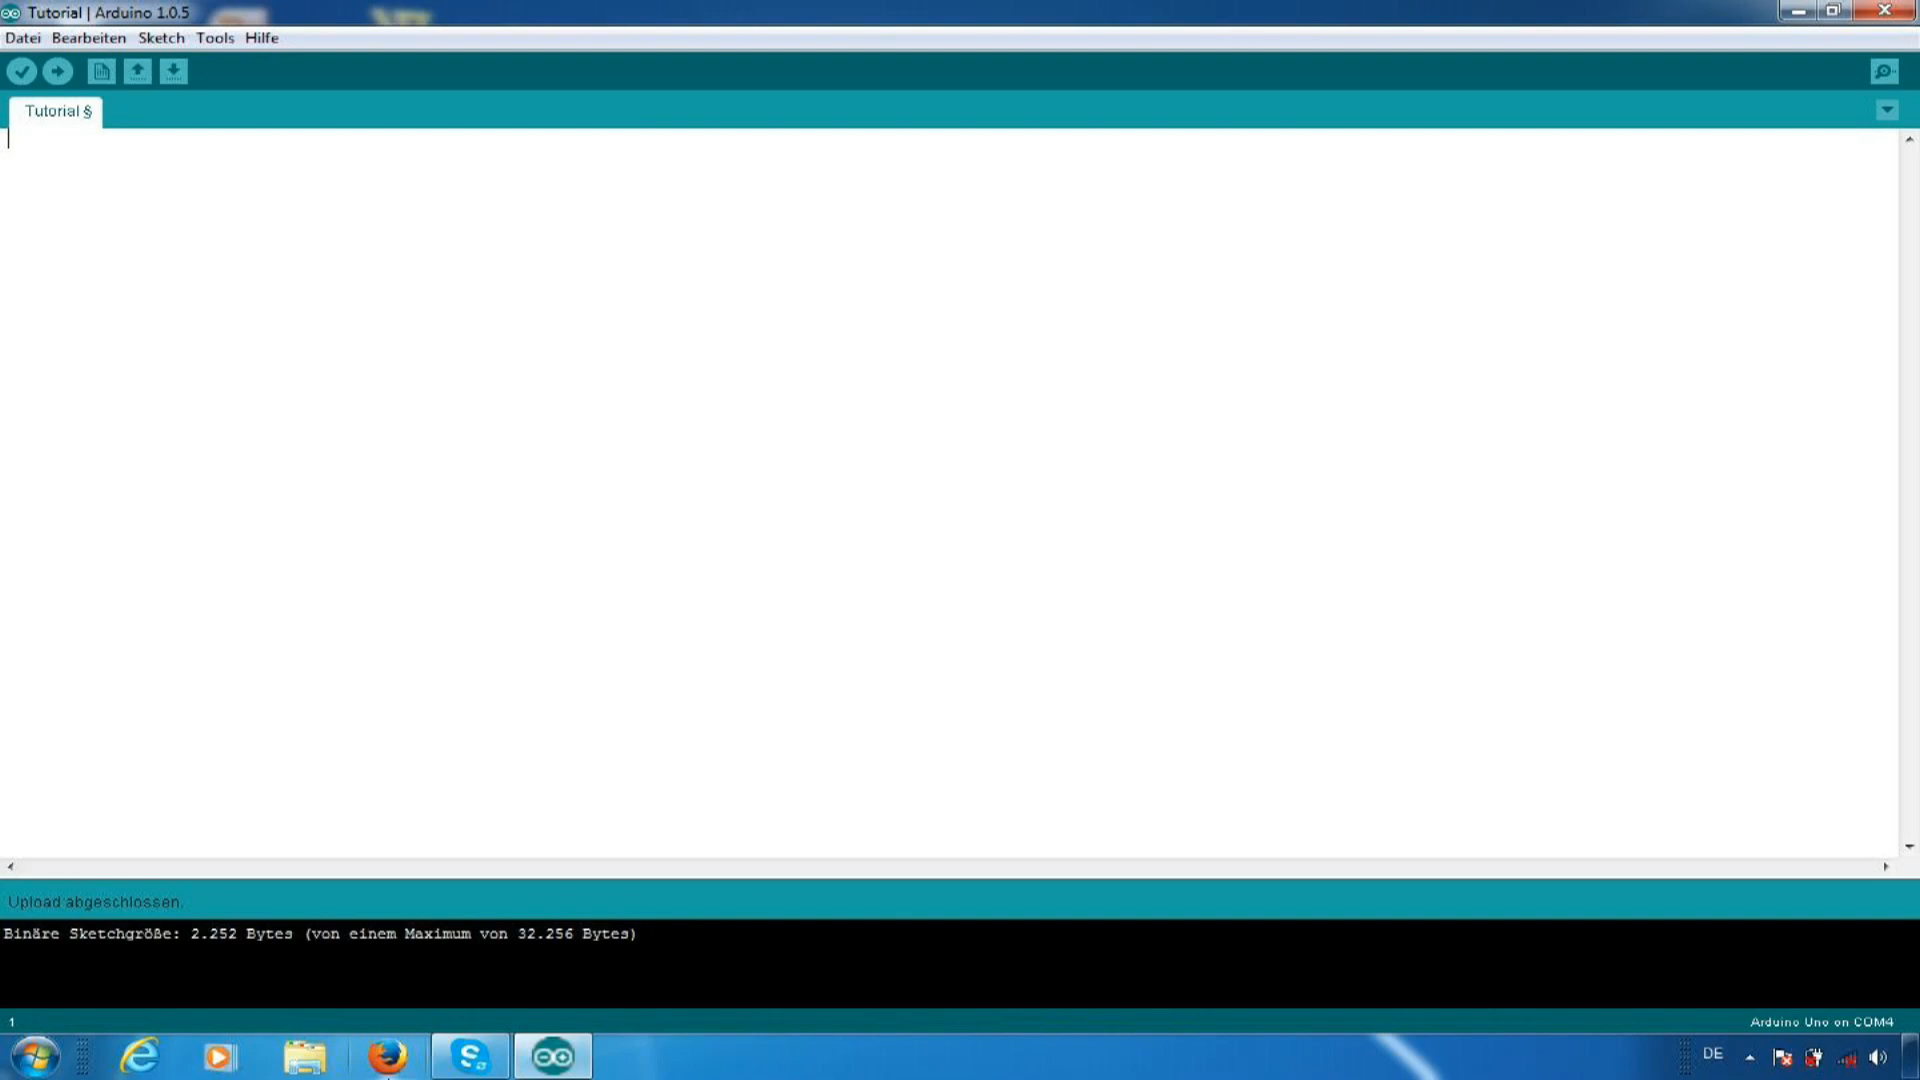 Tutorial | Arduino 1.0.5
Datei Bearbeiten Sketch Tools Hilfe
Tutorial §
Upload abgeschlossen.
Binäre Sketchgröße: 2.252 Bytes (von einem Maximum von 32.256 Bytes)
1
Arduino Uno on COM4
DE